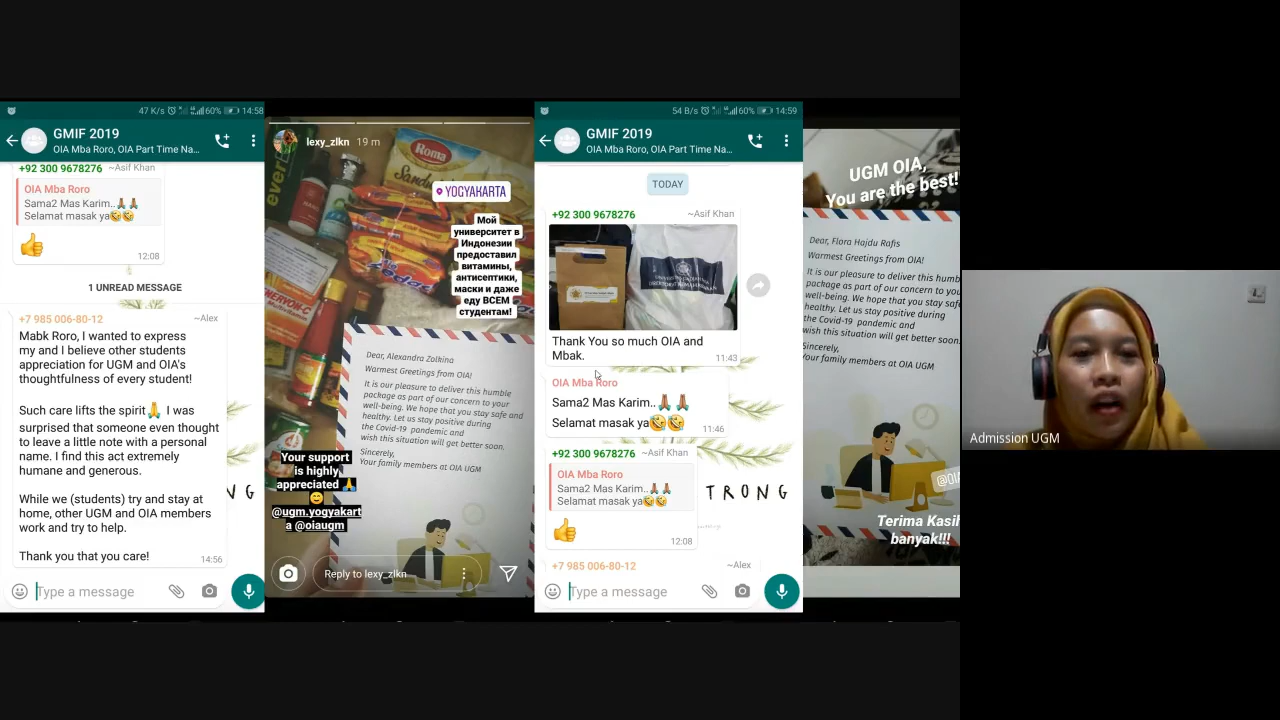 47 K/s 60% 14:58
GMIF 2019
OIA Mba Roro, OIA Part Time Na...
+92 300 9678276 ~Asif Khan
OIA Mba Roro
Sama2 Mas Karim..🙏🙏
Selamat masak ya🤣🤣
👍
12:08
1 UNREAD MESSAGE
+7 985 006-80-12 ~Alex
Mabk Roro, I wanted to express
my and I believe other students
appreciation for UGM and OIA's
thoughtfulness of every student!
Such care lifts the spirit🙏 I was
surprised that someone even thought
to leave a little note with a personal
name. I find this act extremely
humane and generous.
While we (students) try and stay at
home, other UGM and OIA members
work and try to help.
Thank you that you care!
14:56
N G
Type a message
lexy_zlkn 19 m
Roma
YOGYAKARTA
Мой
университет в
Индонезии
предоставил
витамины,
антисептики,
маски и даже
еду ВСЕМ
студентам!
Dear, Alexandra Zolkina
Warmest Greetings from OIA!
It is our pleasure to deliver this humble
package as part of our concern to your
well-being. We hope that you stay safe and
healthy. Let us stay positive during
the Covid-19 pandemic and
wish this situation will get better soon.
Sincerely,
Your family members at OIA UGM
Your support
is highly
appreciated 🙏
😊
@ugm.yogyakart
a @oiaugm
Reply to lexy_zlkn
54 B/s 60% 14:59
GMIF 2019
OIA Mba Roro, OIA Part Time Na...
TODAY
+92 300 9678276 ~Asif Khan
Thank You so much OIA and
Mbak.
11:43
OIA Mba Roro
Sama2 Mas Karim..🙏🙏
Selamat masak ya🤣🤣
11:46
+92 300 9678276 ~Asif Khan
OIA Mba Roro
Sama2 Mas Karim..🙏🙏
Selamat masak ya🤣🤣
👍
12:08
T R O N G
+7 985 006-80-12 ~Alex
Type a message
UGM OIA,
You are the best!
Dear, Flora Hajdu Rafis
Warmest Greetings from OIA!
It is our pleasure to deliver this humb
package as part of our concern to your
well-being. We hope that you stay safe
healthy. Let us stay positive during
the Covid-19 pandemic and
wish this situation will get better soon.
Sincerely,
Your family members at OIA UGM
@OIA
Terima Kasih
banyak!!!
Admission UGM